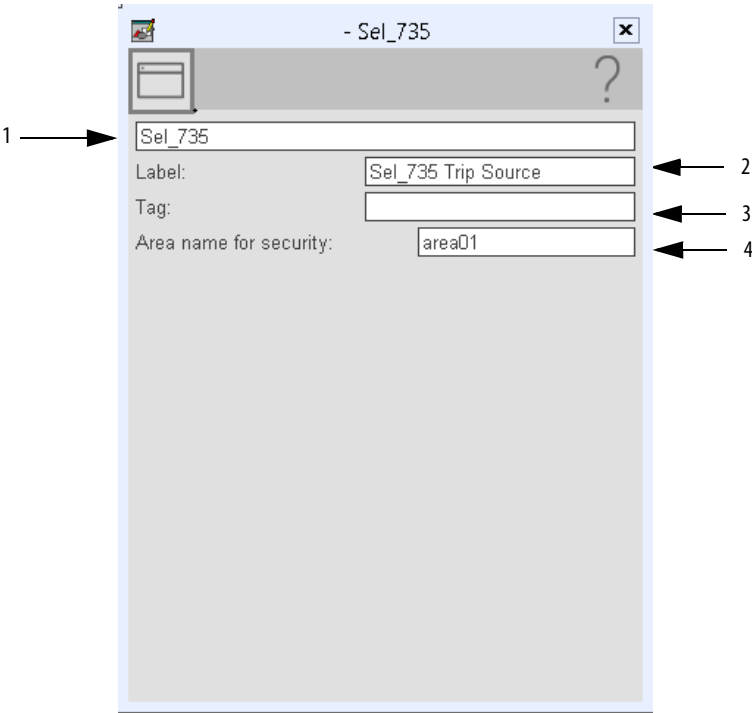 - Sel_735
?
1
Sel_735
Label: Sel_735 Trip Source
2
Tag:
3
Area name for security: area01
4